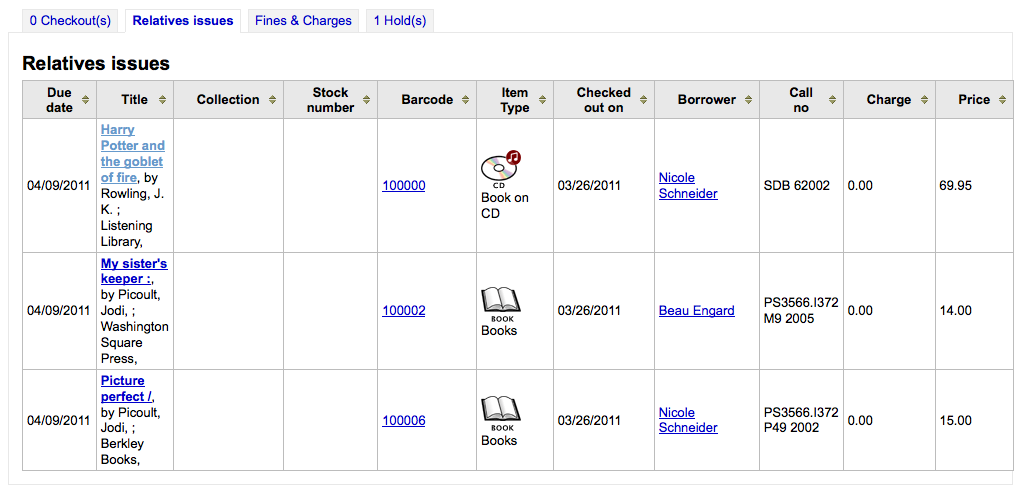 0 Checkout(s) Relatives issues Fines & Charges 1 Hold(s)
Relatives issues
Due date Title Collection Stock number Barcode Item Type Checked out on Borrower Call no Charge Price
04/09/2011
Harry
Potter and
the goblet
of fire, by
Rowling, J.
K. ;
Listening
Library,
100000
CD
Book on
CD
03/26/2011
Nicole
Schneider
SDB 62002
0.00
69.95
04/09/2011
My sister's
keeper :,
by Picoult,
Jodi, ;
Washington
Square
Press,
100002
BOOK
Books
03/26/2011
Beau Engard
PS3566.I372
M9 2005
0.00
14.00
04/09/2011
Picture
perfect /,
by Picoult,
Jodi, ;
Berkley
Books,
100006
BOOK
Books
03/26/2011
Nicole
Schneider
PS3566.I372
P49 2002
0.00
15.00